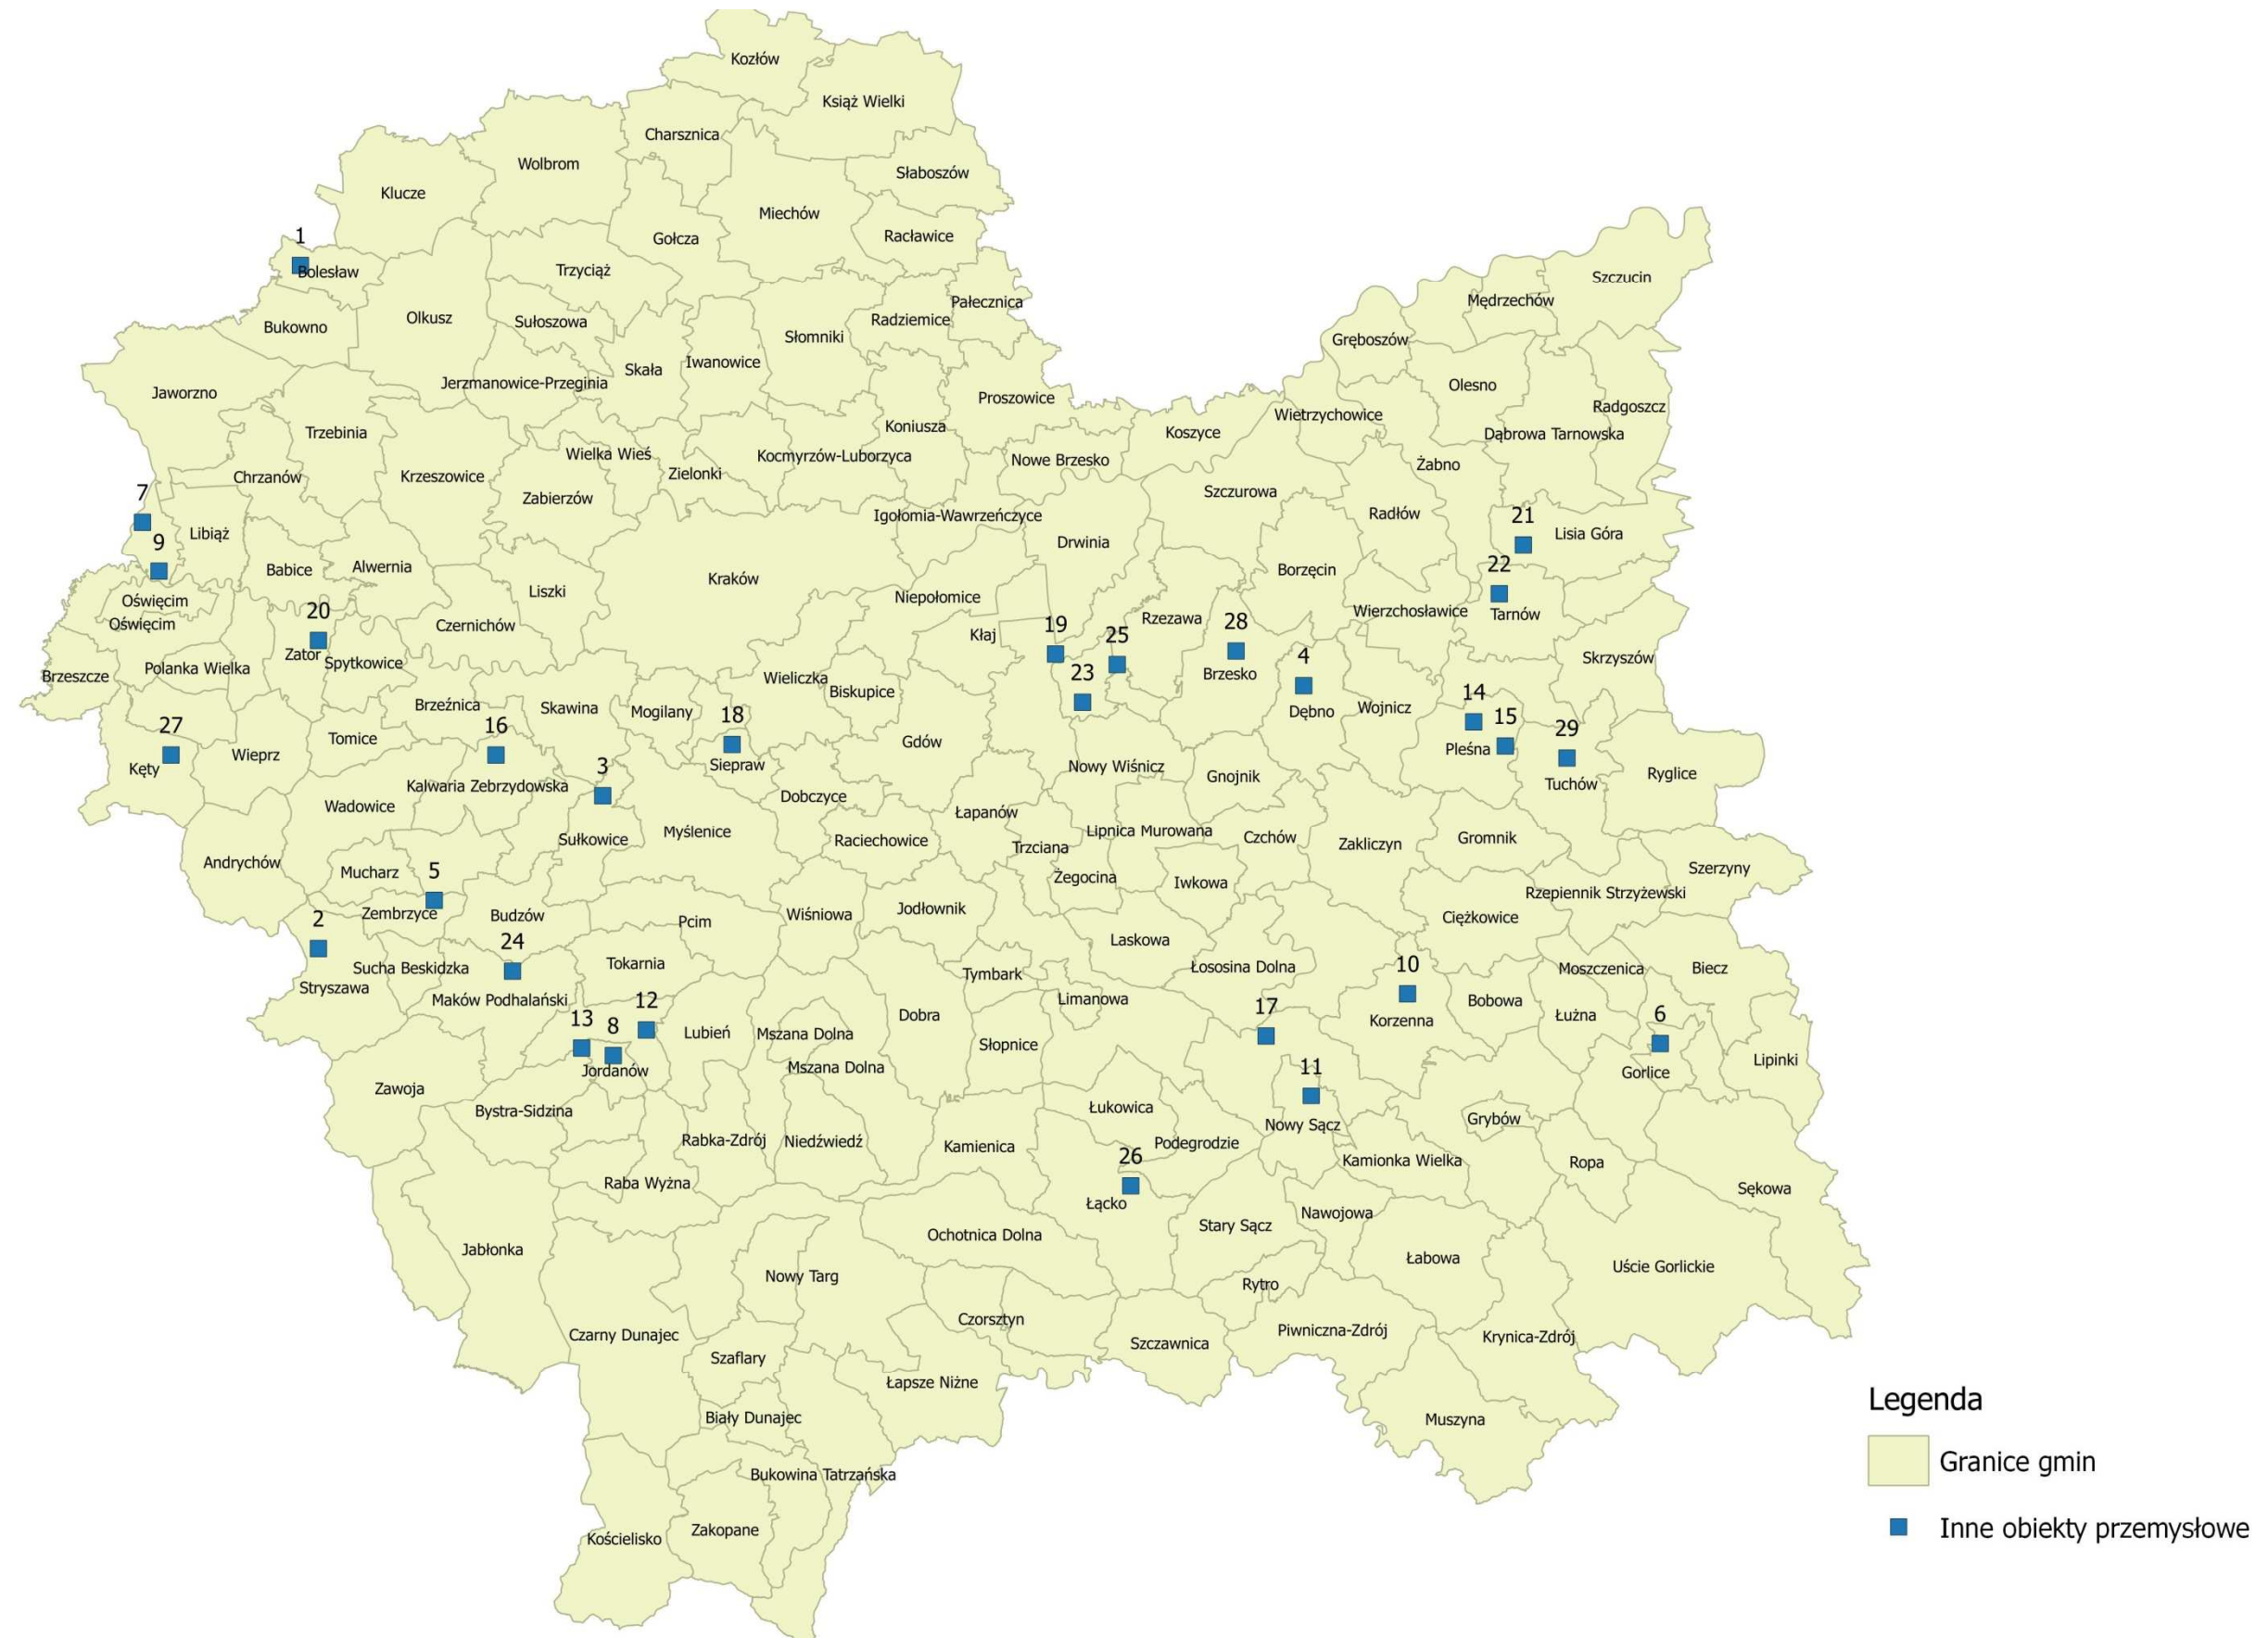 Kozłów
Książ Wielki
Charsznica
Wolbrom
Słaboszów
Klucze
Miechów
Racławice
1
Gołcza
Bolesław
Trzyciąż
Szczucin
Pałecznica
Mędrzechów
Olkusz
Sułoszowa
Radziemice
Bukowno
Słomniki
Gręboszów
Iwanowice
Skała
Jerzmanowice-Przeginia
Olesno
Jaworzno
Proszowice
Radgoszcz
Wietrzychowice
Koniusza
Trzebinia
Koszyce
Dąbrowa Tarnowska
Wielka Wieś
Kocmyrzów-Luborzyca
Nowe Brzesko
Żabno
Zielonki
Chrzanów
Krzeszowice
7
Zabierzów
Szczurowa
Igołomia-Wawrzeńczyce
Radłów
21
Libiąż
Lisia Góra
9
Drwinia
22
Babice
Alwernia
Borzęcin
Kraków
Liszki
Niepołomice
Oświęcim
20
Wierzchosławice
Tarnów
Oświęcim
Czernichów
19
Rzezawa
28
Kłaj
25
Zator
Spytkowice
4
Skrzyszów
Polanka Wielka
Brzeszcze
23
Brzesko
Wieliczka
Biskupice
14
Brzeźnica
Skawina
Mogilany
18
Dębno
Wojnicz
15
27
16
29
Tomice
Gdów
Pleśna
Wieprz
Kęty
3
Siepraw
Nowy Wiśnicz
Gnojnik
Ryglice
Kalwaria Zebrzydowska
Tuchów
Dobczyce
Wadowice
Łapanów
Sułkowice
Myślenice
Raciechowice
Lipnica Murowana
Czchów
Gromnik
Trzciana
Zakliczyn
Andrychów
Mucharz
5
Szerzyny
Żegocina
Iwkowa
Rzepiennik Strzyżewski
2
Zembrzyce
Budzów
Pcim
Wiśniowa
Jodłownik
Ciężkowice
24
Laskowa
Tokarnia
Sucha Beskidzka
Tymbark
Łososina Dolna
10
Moszczenica
Biecz
Stryszawa
Maków Podhalański
12
Limanowa
17
Korzenna
Bobowa
Łużna
6
13
8
Lubień
Mszana Dolna
Dobra
Słopnice
Jordanów
Mszana Dolna
11
Gorlice
Lipinki
Zawoja
Bystra-Sidzina
Łukowica
Nowy Sącz
Grybów
Rabka-Zdrój
Niedźwiedź
Kamienica
Podegrodzie
26
Kamionka Wielka
Ropa
Raba Wyżna
Sękowa
Łącko
Nawojowa
Stary Sącz
Ochotnica Dolna
Jabłonka
Łabowa
Uście Gorlickie
Nowy Targ
Rytro
Czorsztyn
Czarny Dunajec
Szczawnica
Piwniczna-Zdrój
Krynica-Zdrój
Szaflary
Łapsze Niżne
Legenda
Biały Dunajec
Muszyna
Granice gmin
Bukowina Tatrzańska
Zakopane
Kościelisko
Inne obiekty przemysłowe